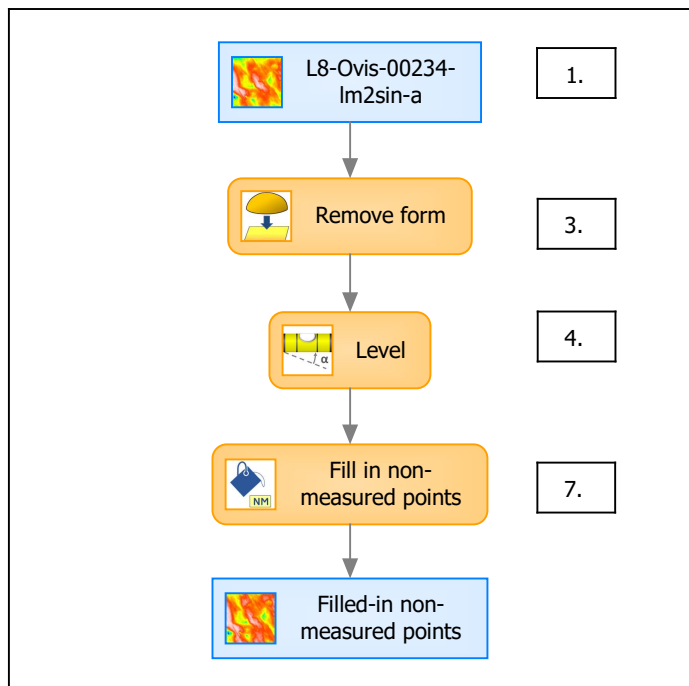 L8-Ovis-00234-
lm2sin-a
1.
Remove form
3.
α
Level
4.
Fill in non-
measured points
NM
7.
Filled-in non-
measured points